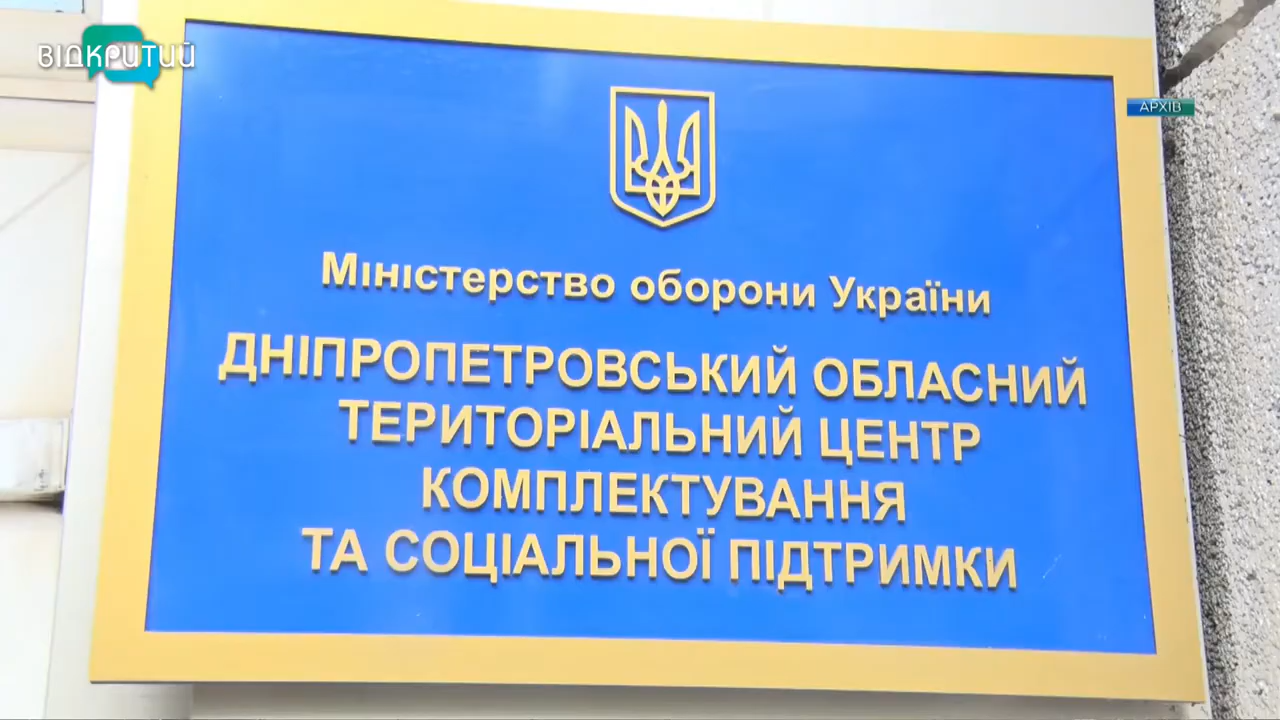 ВІДКРИТИЙ
АРХІВ
Міністерство оборони України
ДНІПРОПЕТРОВСЬКИЙ ОБЛАСНИЙ
ТЕРИТОРІАЛЬНИЙ ЦЕНТР
КОМПЛЕКТУВАННЯ
ТА СОЦІАЛЬНОЇ ПІДТРИМКИ